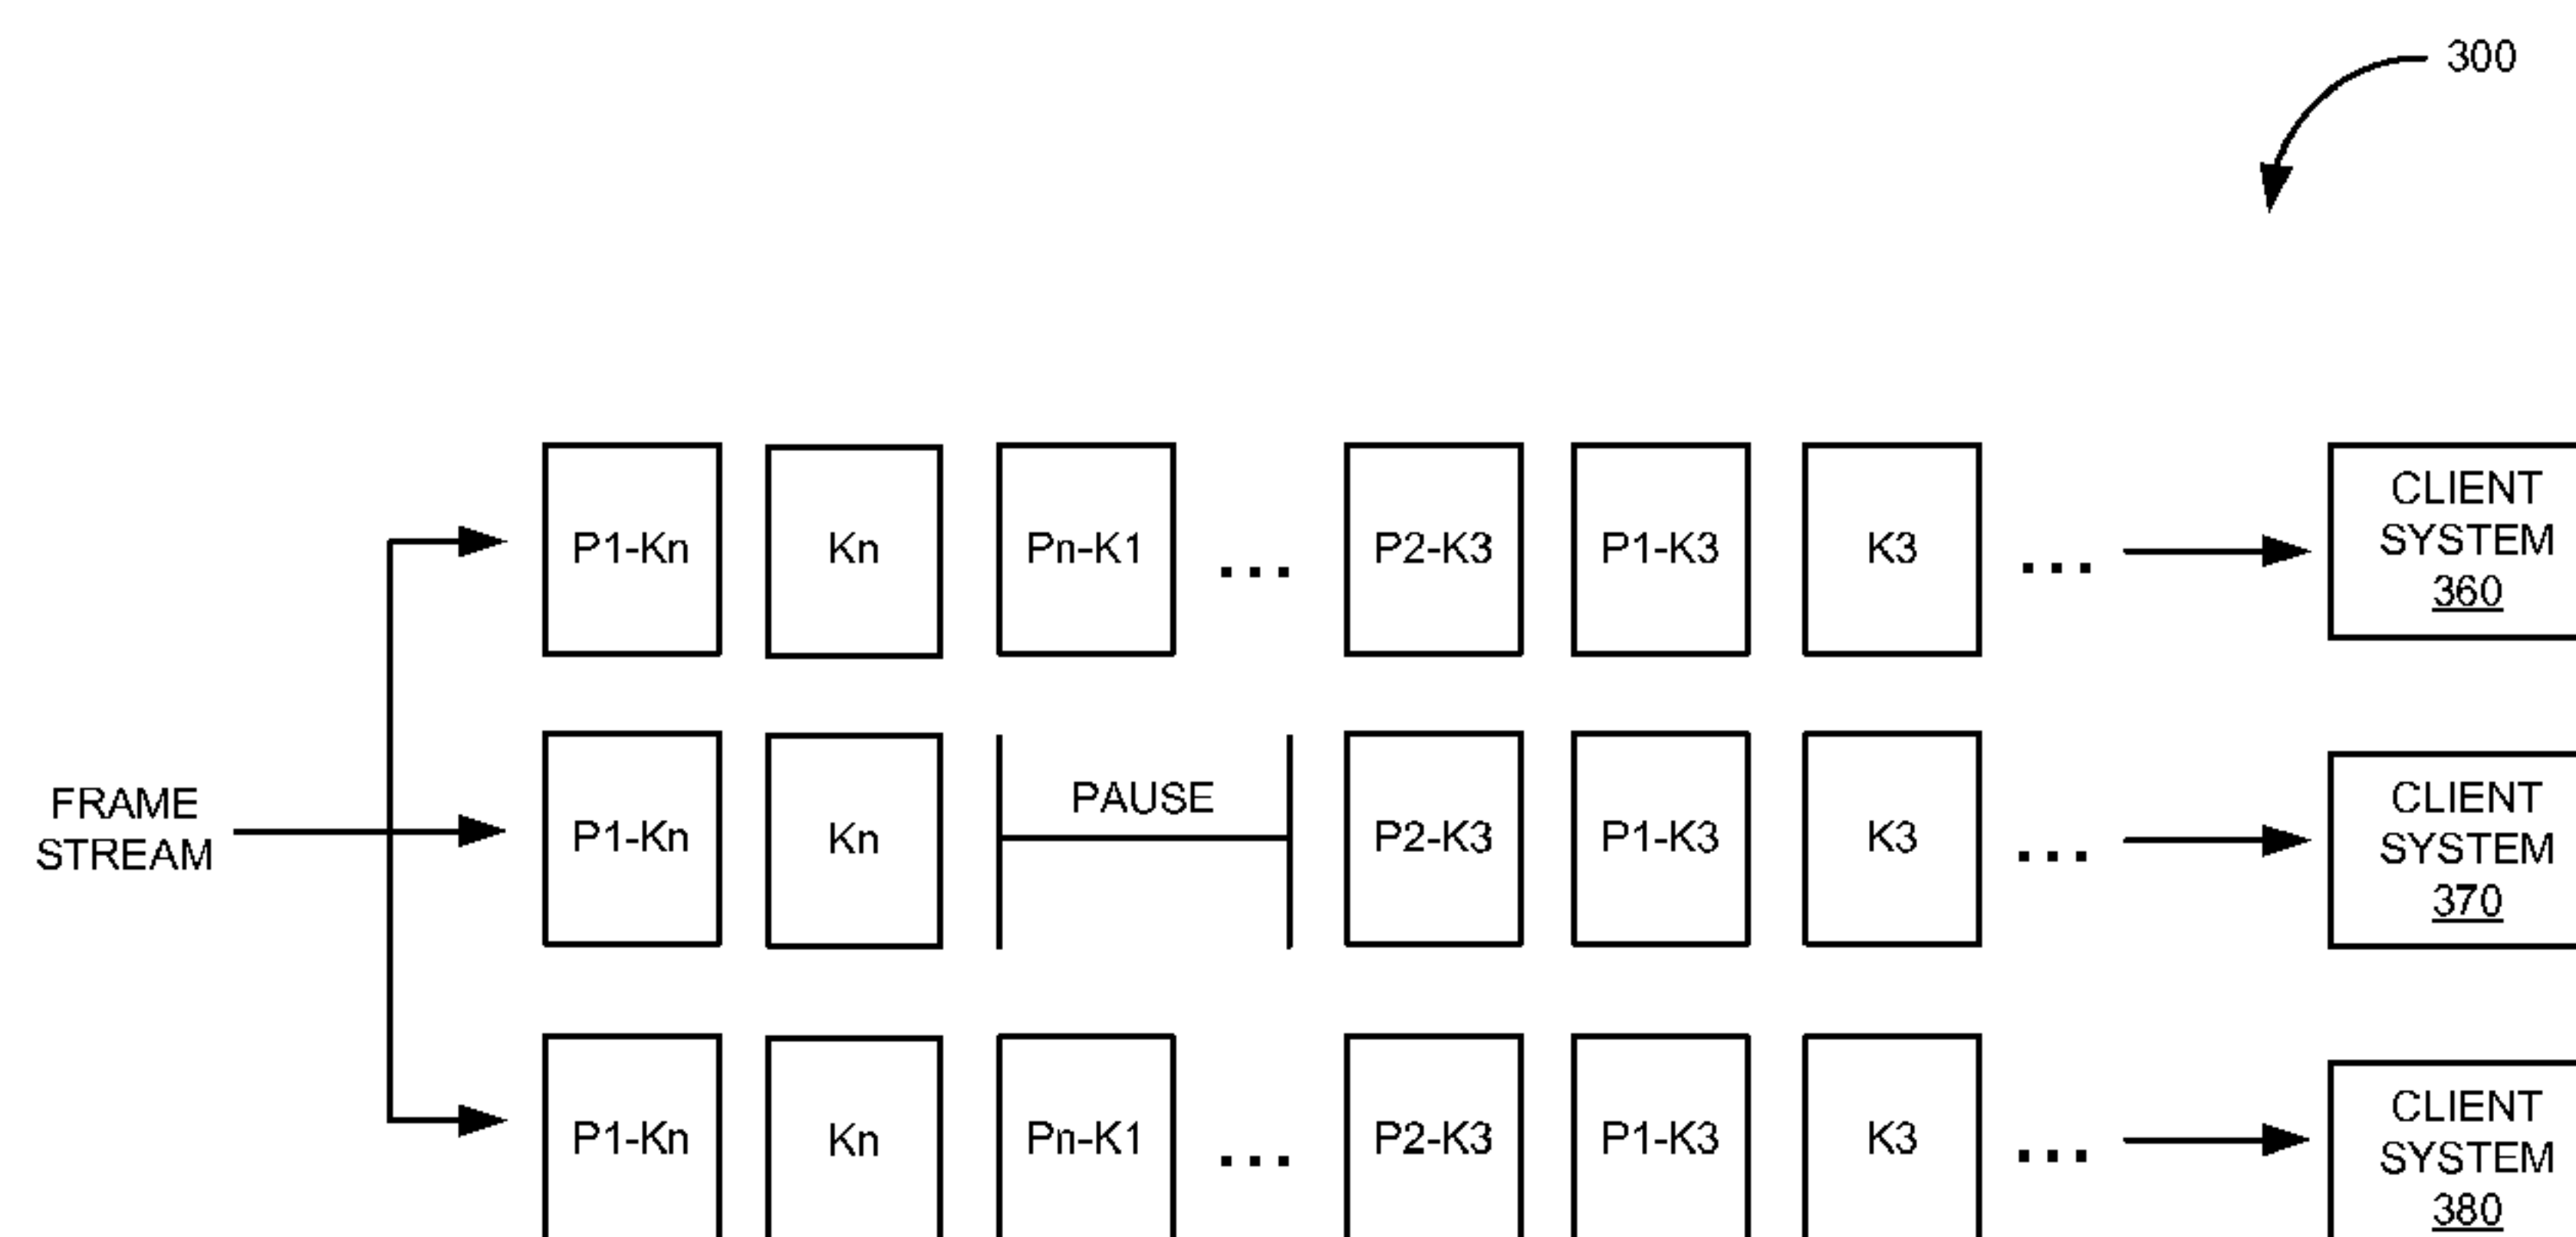 300
P1-Kn
Kn
Pn-K1
...
P2-K3
P1-K3
K3
...
CLIENT
SYSTEM
360
FRAME
STREAM
P1-Kn
Kn
PAUSE
P2-K3
P1-K3
K3
...
CLIENT
SYSTEM
370
P1-Kn
Kn
Pn-K1
...
P2-K3
P1-K3
K3
...
CLIENT
SYSTEM
380